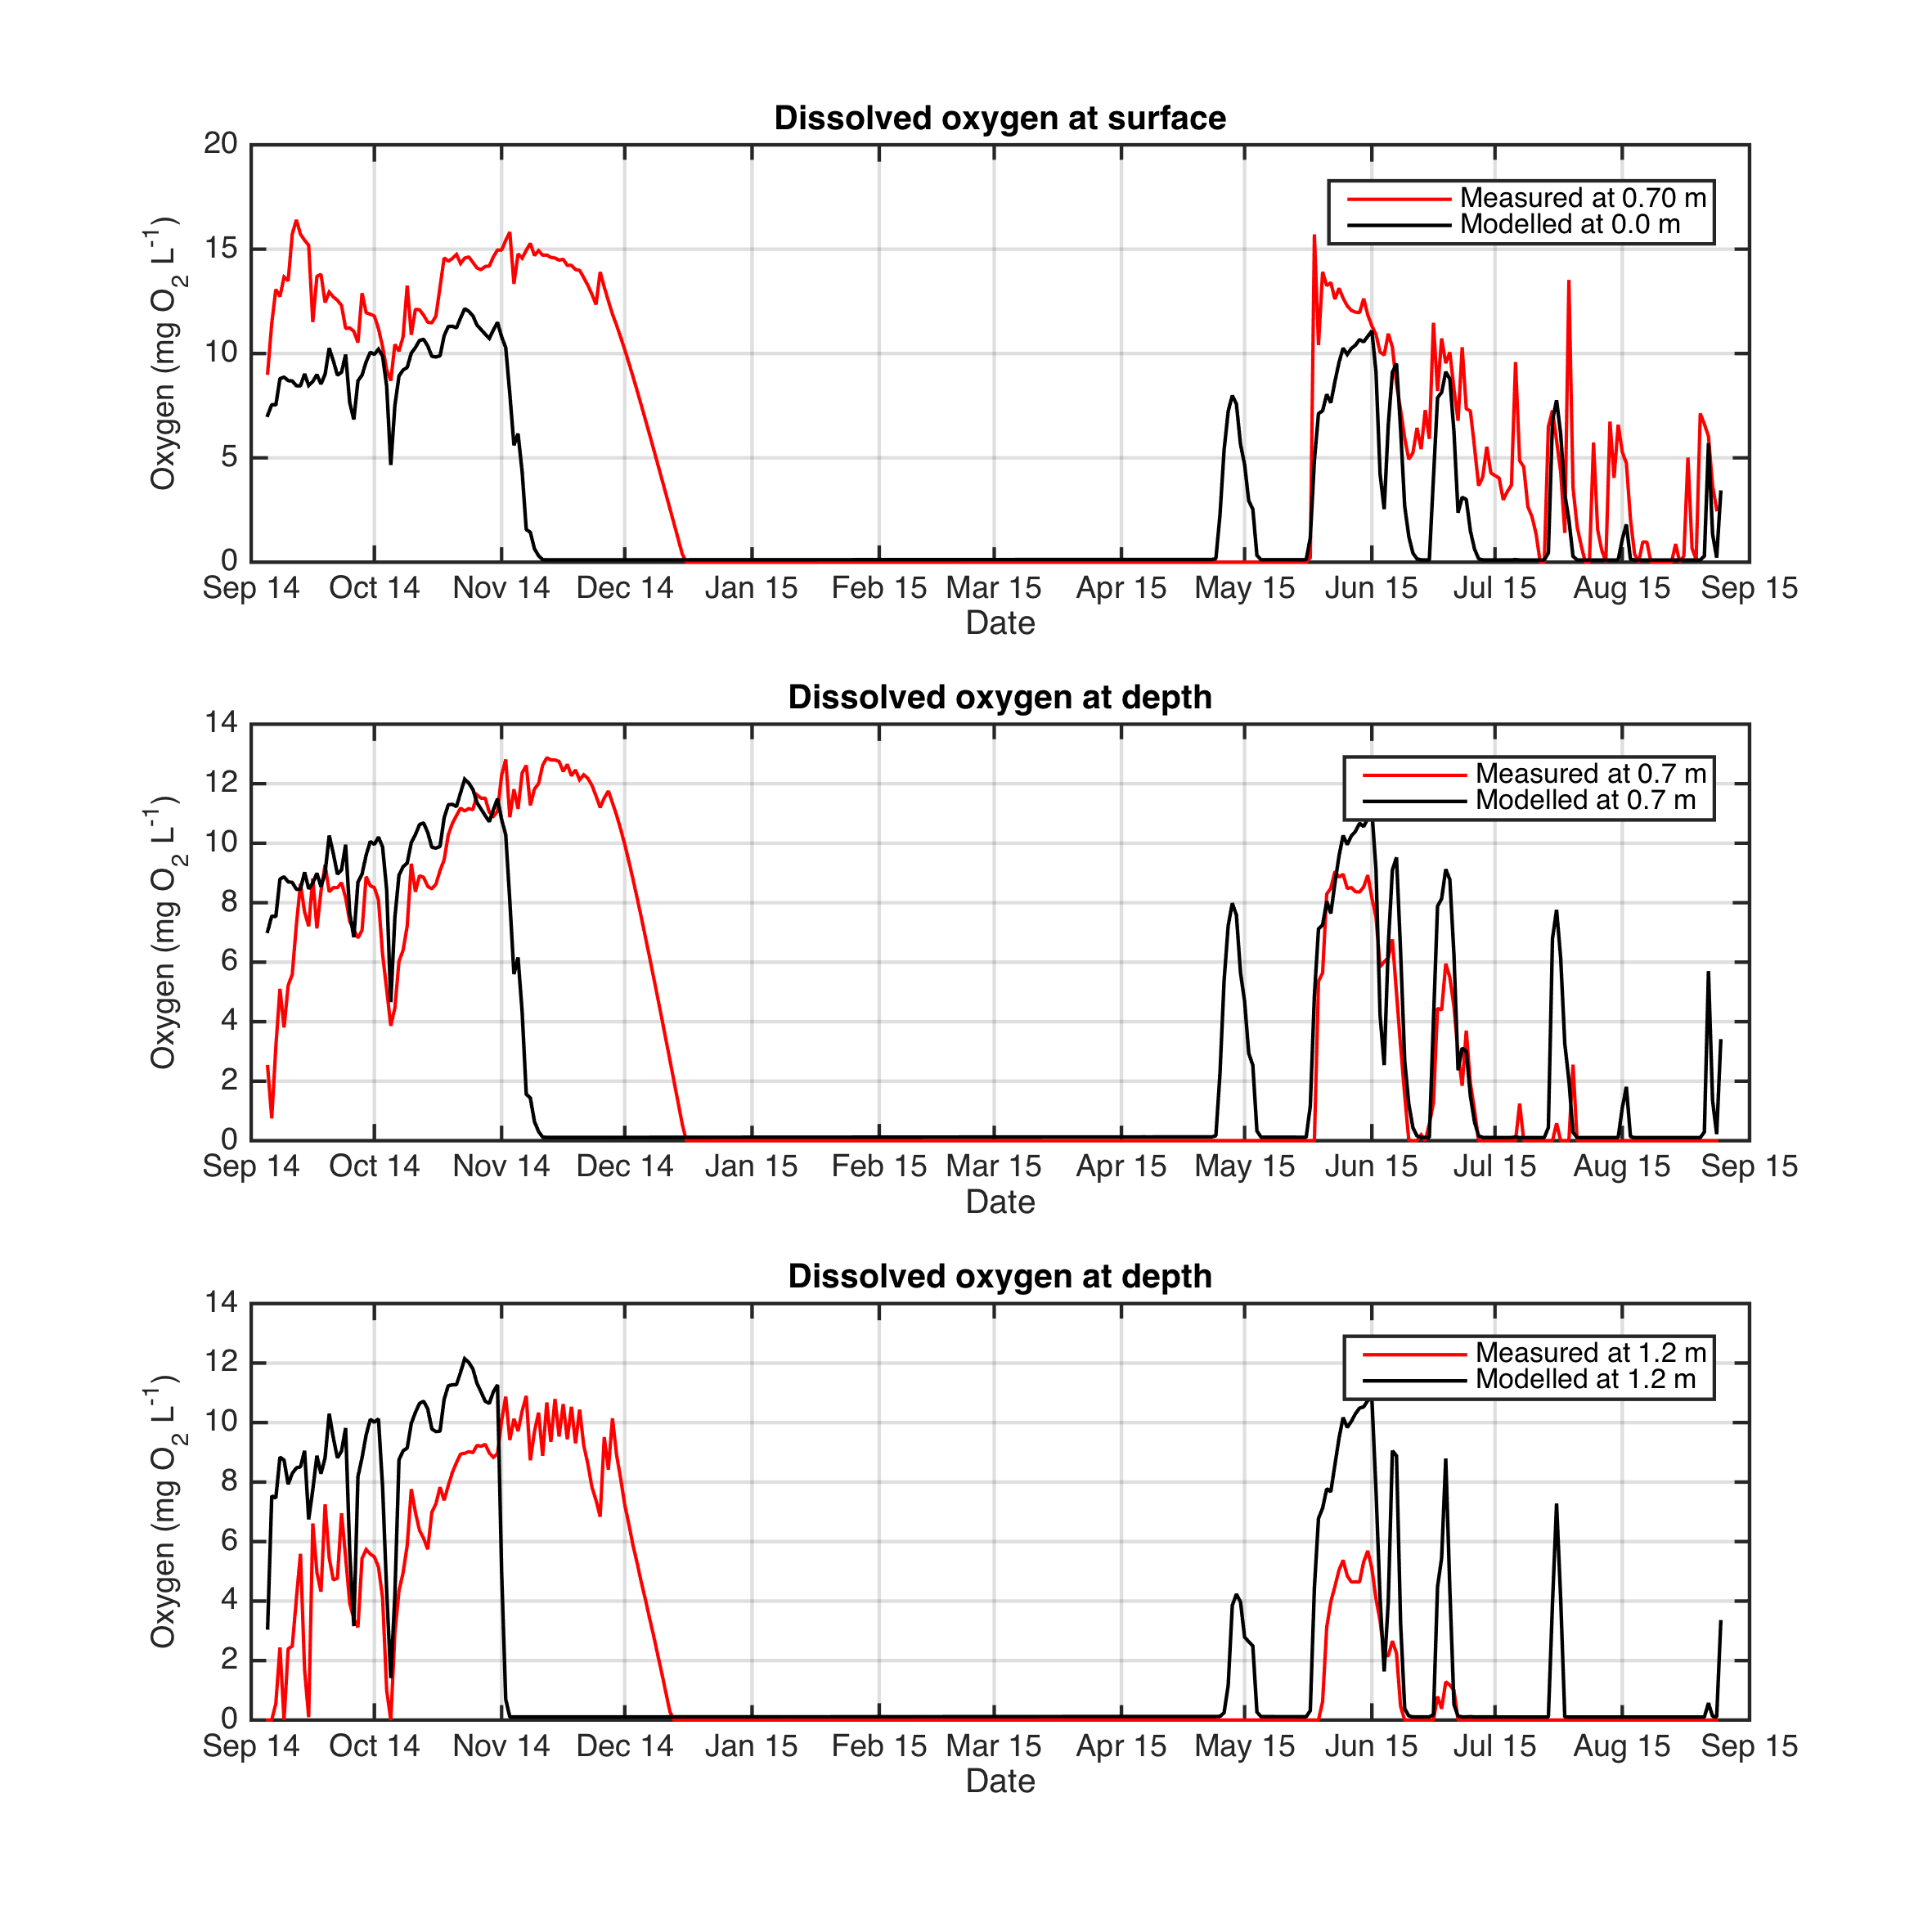 Dissolved oxygen at surface
20
15
10
5
0
Oxygen (mg O2 L-1)
Measured at 0.70 m
Modelled at 0.0 m
Sep 14 Oct 14 Nov 14 Dec 14 Jan 15 Feb 15 Mar 15 Apr 15 May 15 Jun 15 Jul 15 Aug 15 Sep 15
Date
Dissolved oxygen at depth
14
12
10
8
6
4
2
0
Oxygen (mg O2 L-1)
Measured at 0.7 m
Modelled at 0.7 m
Sep 14 Oct 14 Nov 14 Dec 14 Jan 15 Feb 15 Mar 15 Apr 15 May 15 Jun 15 Jul 15 Aug 15 Sep 15
Date
Dissolved oxygen at depth
14
12
10
8
6
4
2
0
Oxygen (mg O2 L-1)
Measured at 1.2 m
Modelled at 1.2 m
Sep 14 Oct 14 Nov 14 Dec 14 Jan 15 Feb 15 Mar 15 Apr 15 May 15 Jun 15 Jul 15 Aug 15 Sep 15
Date